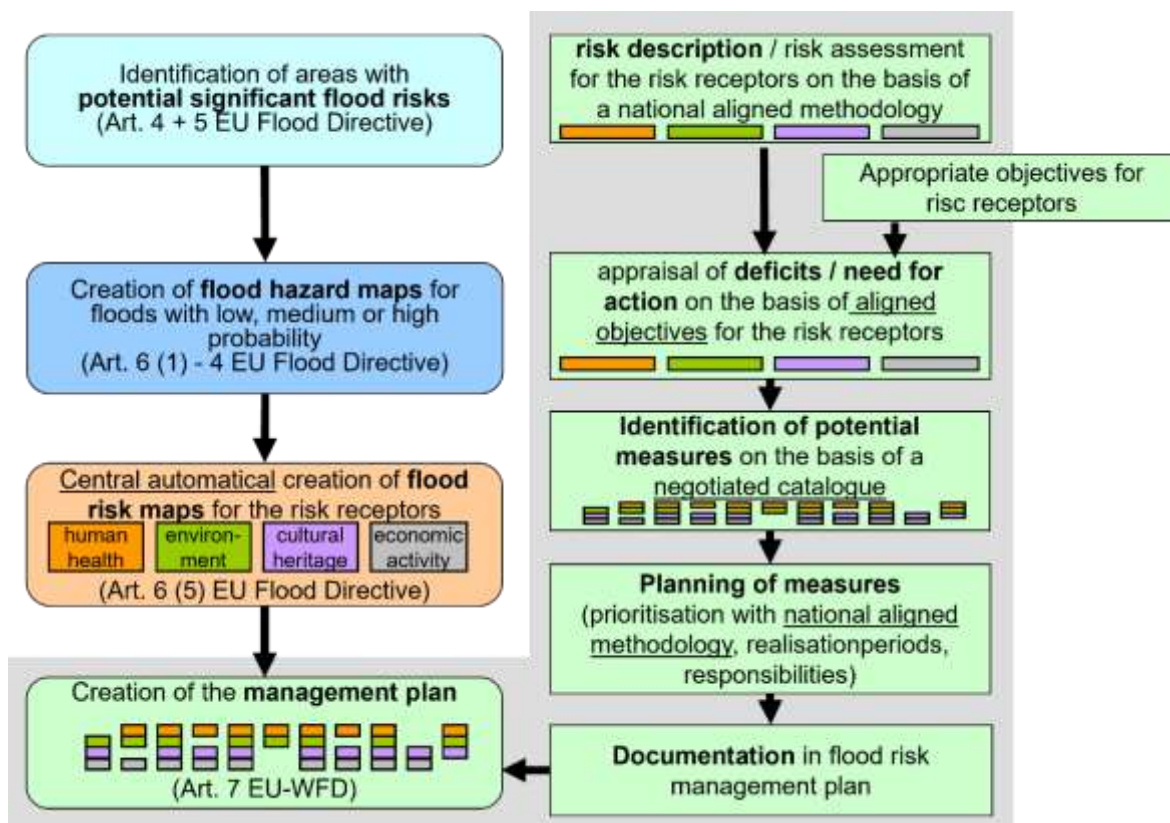 Identification of areas with
potential significant flood risks
(Art. 4 + 5 EU Flood Directive)
Creation of flood hazard maps for
floods with low, medium or high
probability
(Art. 6 (1) - 4 EU Flood Directive)
Central automatical creation of flood
risk maps for the risk receptors
human
health
environ-
ment
cultural
heritage
economic
activity
(Art. 6 (5) EU Flood Directive)
Creation of the management plan
(Art. 7 EU-WFD)
risk description / risk assessment
for the risk receptors on the basis of
a national aligned methodology
Appropriate objectives for
risc receptors
appraisal of deficits / need for
action on the basis of aligned
objectives for the risk receptors
Identification of potential
measures on the basis of a
negotiated catalogue
Planning of measures
(prioritisation with national aligned
methodology, realisationperiods,
responsibilities)
Documentation in flood risk
management plan